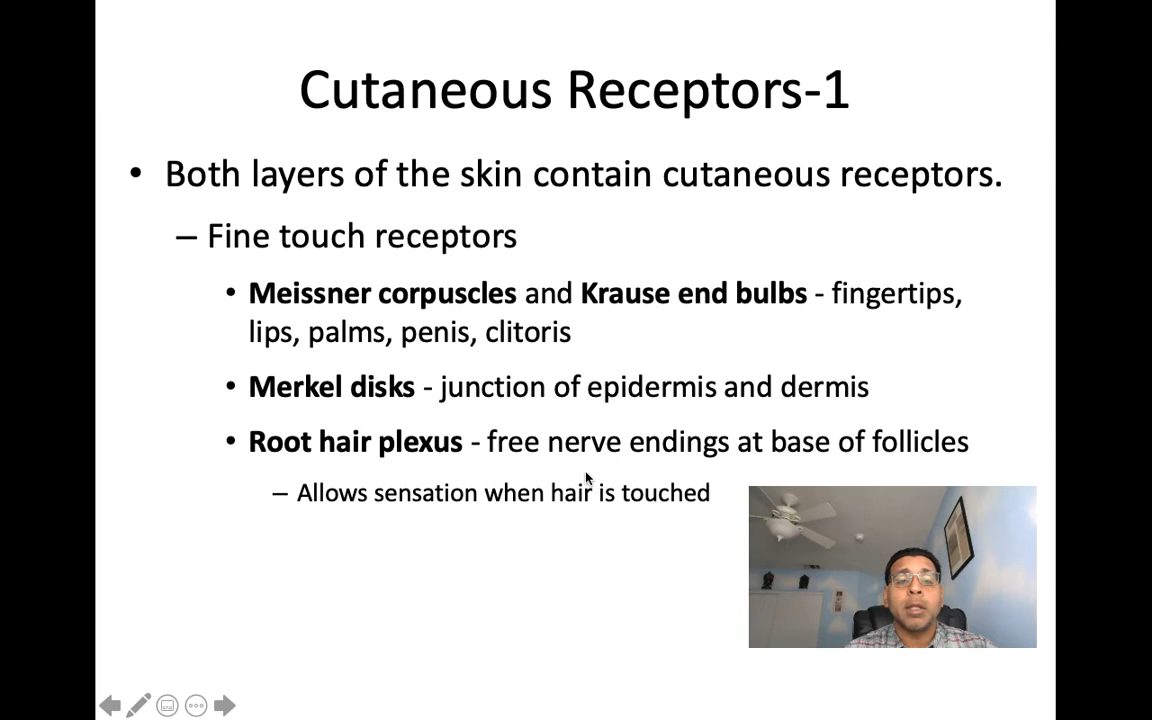 Cutaneous Receptors-1
• Both layers of the skin contain cutaneous receptors.
– Fine touch receptors
• Meissner corpuscles and Krause end bulbs - fingertips,
lips, palms, penis, clitoris
• Merkel disks - junction of epidermis and dermis
• Root hair plexus - free nerve endings at base of follicles
– Allows sensation when hair is touched